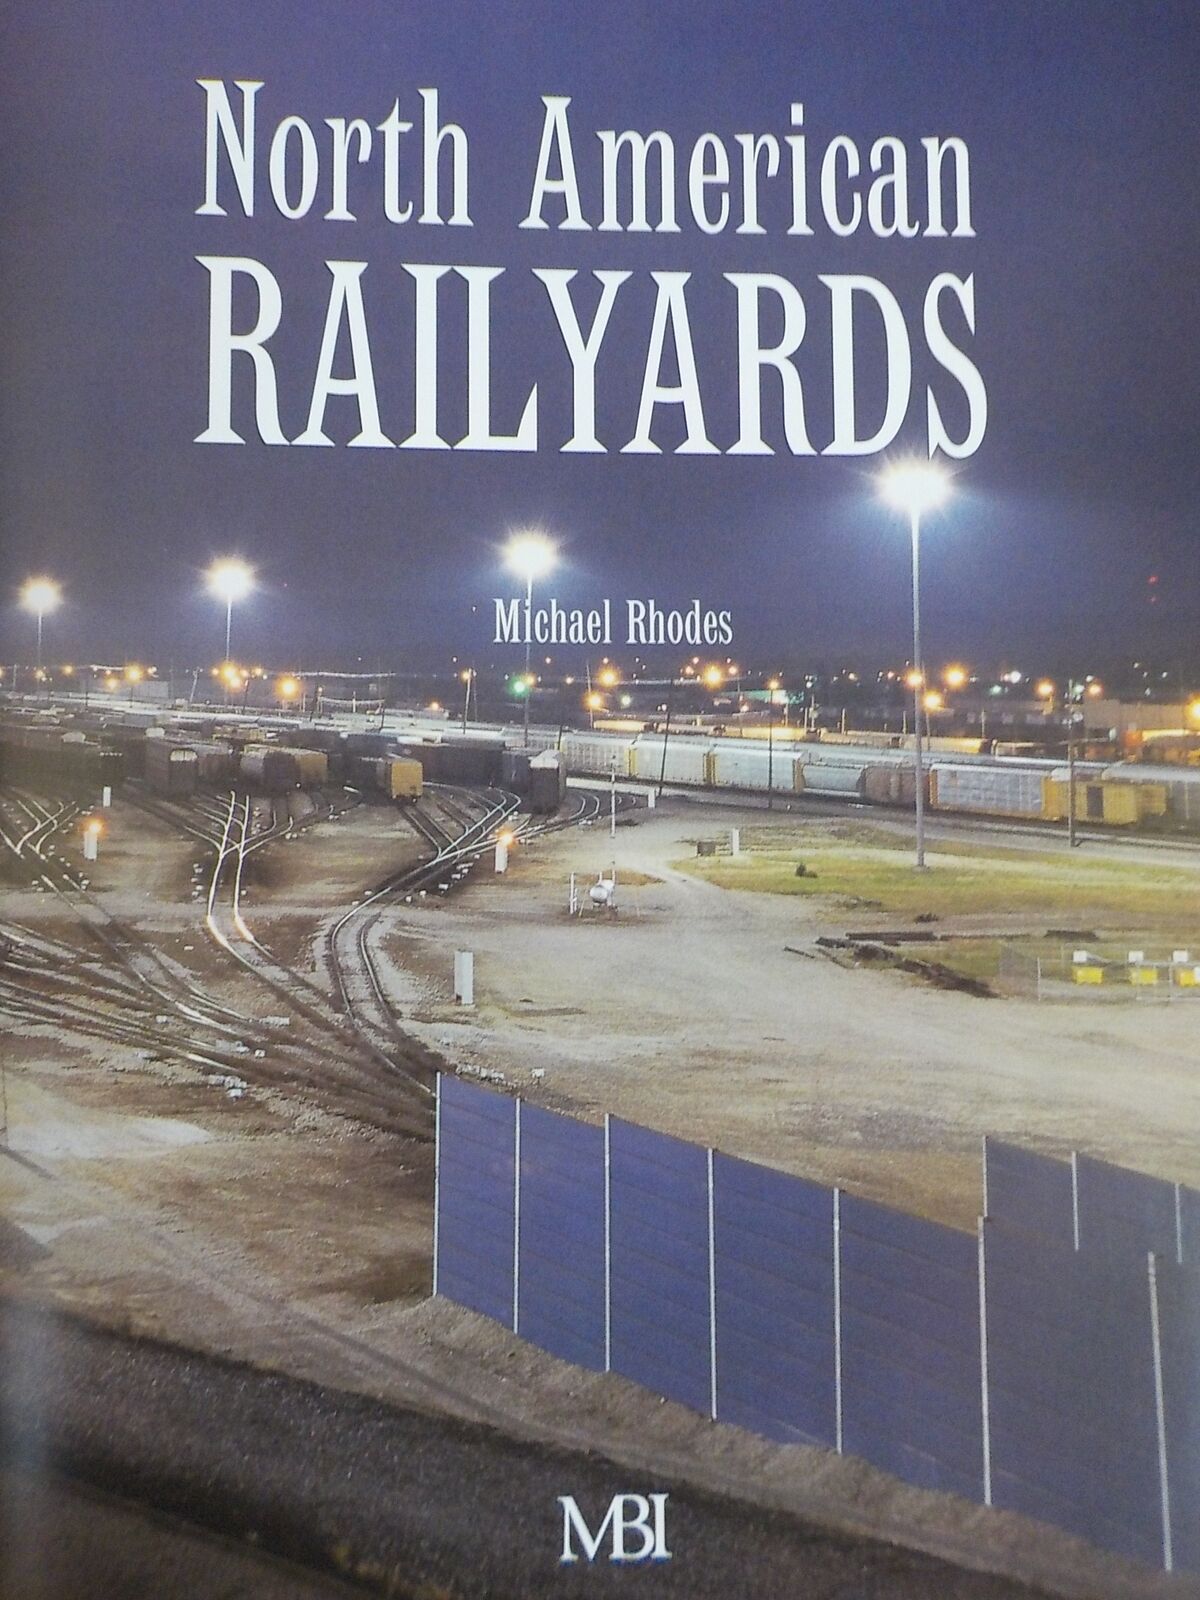 North American
RAILYARDS
Michael Rhodes
MBI